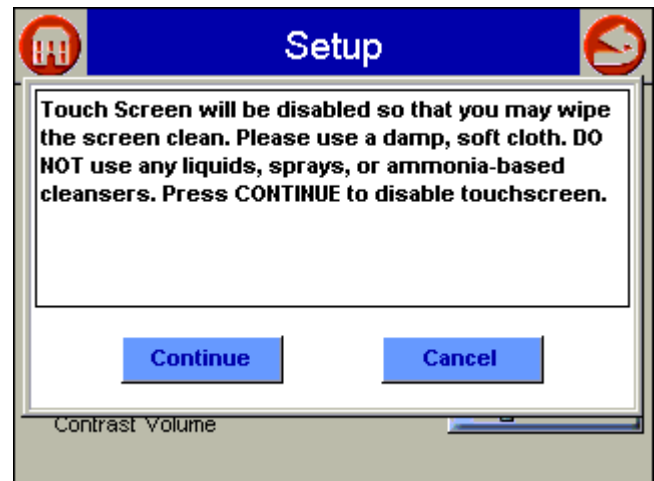 Setup
Touch Screen will be disabled so that you may wipe
the screen clean. Please use a damp, soft cloth. DO
NOT use any liquids, sprays, or ammonia-based
cleansers. Press CONTINUE to disable touchscreen.
Continue Cancel
Contrast Volume